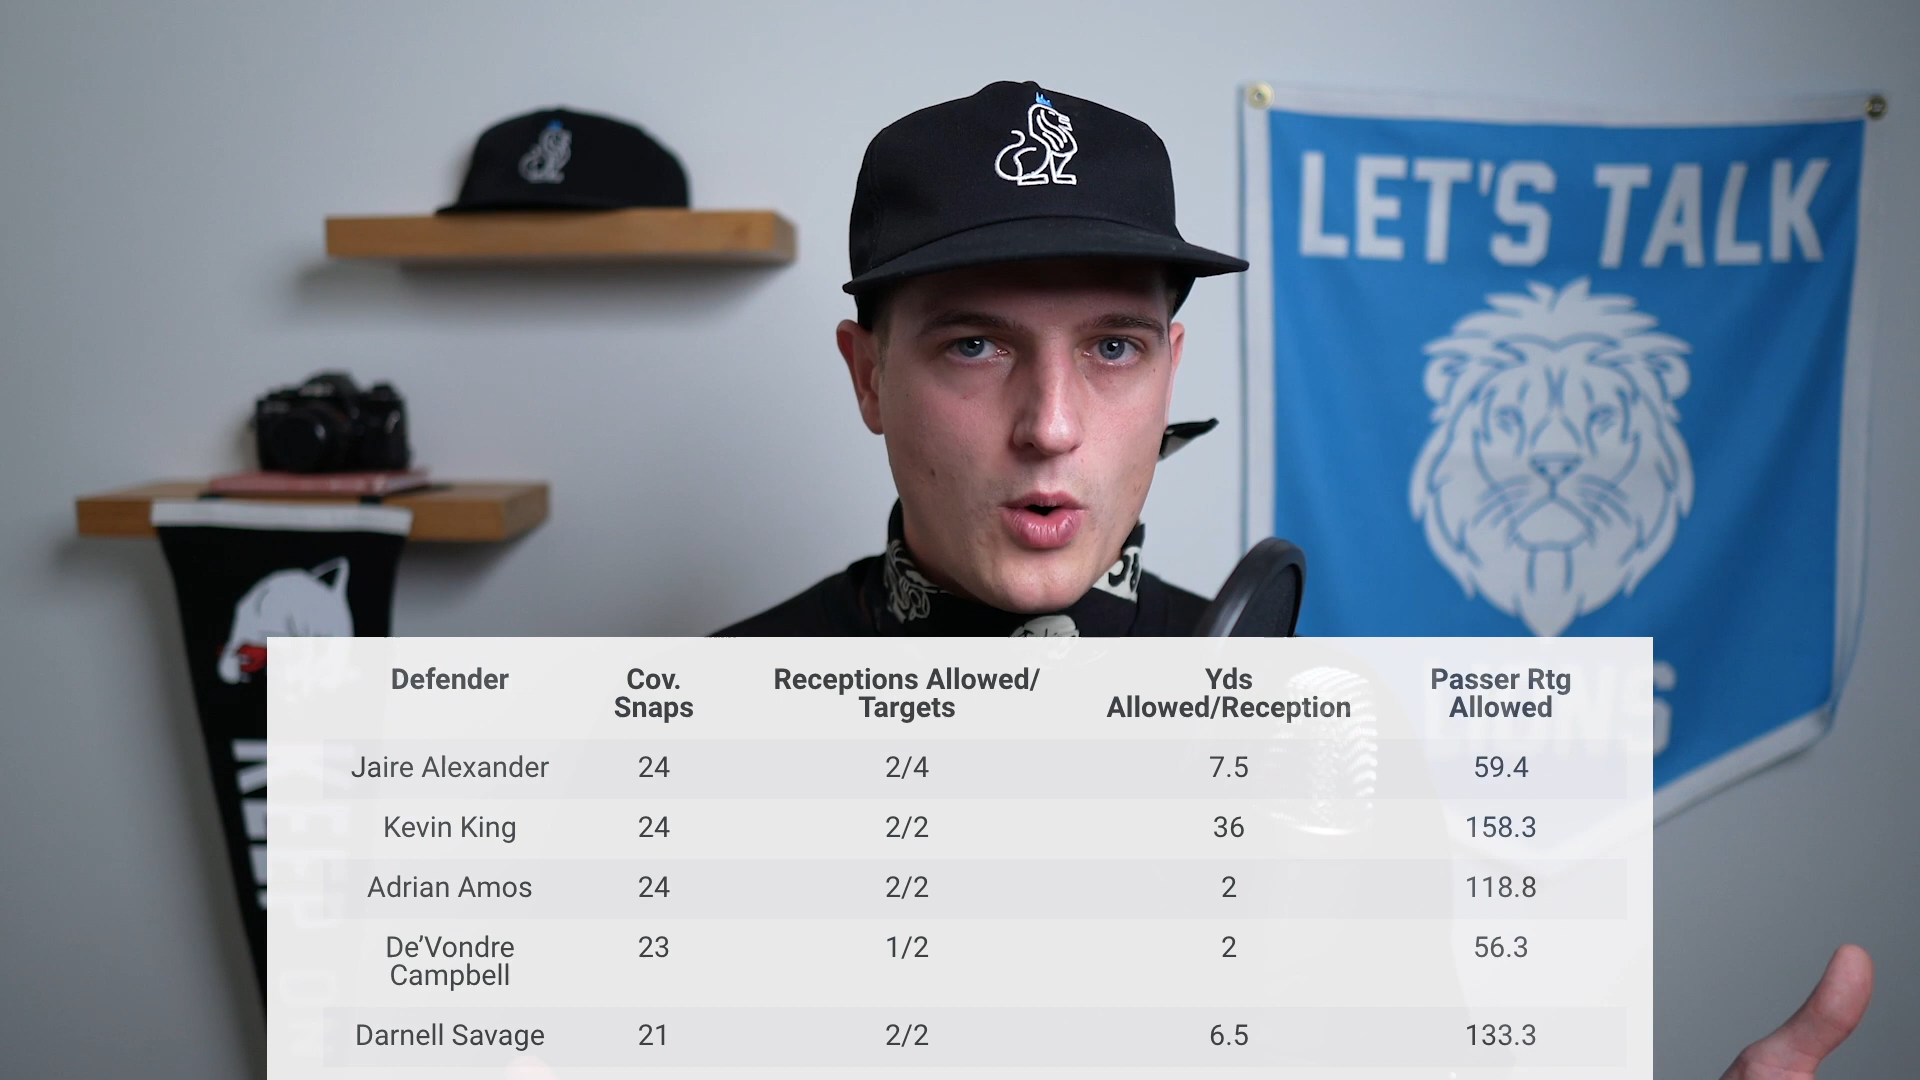 LET'S TALK
LIONS
KEEP ON
Defender Cov. Snaps Receptions Allowed/ Targets Yds Allowed/Reception Passer Rtg Allowed
Jaire Alexander 24 2/4 7.5 59.4
Kevin King 24 2/2 36 158.3
Adrian Amos 24 2/2 2 118.8
De’Vondre Campbell 23 1/2 2 56.3
Darnell Savage 21 2/2 6.5 133.3